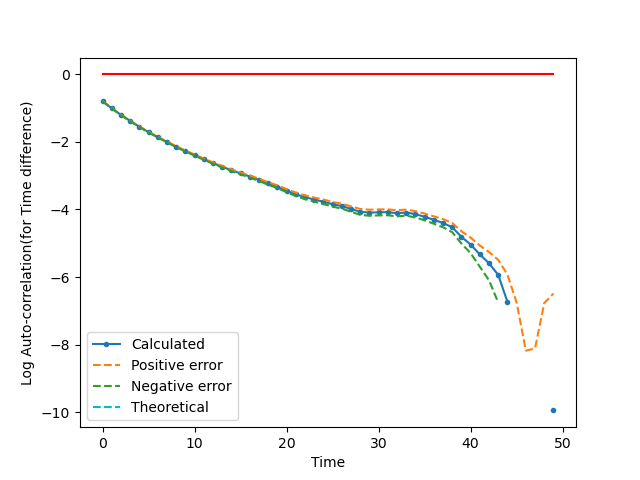 0
−2
−4
−6
−8
−10
Log Auto-correlation(for Time difference)
Calculated
Positive error
Negative error
Theoretical
0 10 20 30 40 50
Time